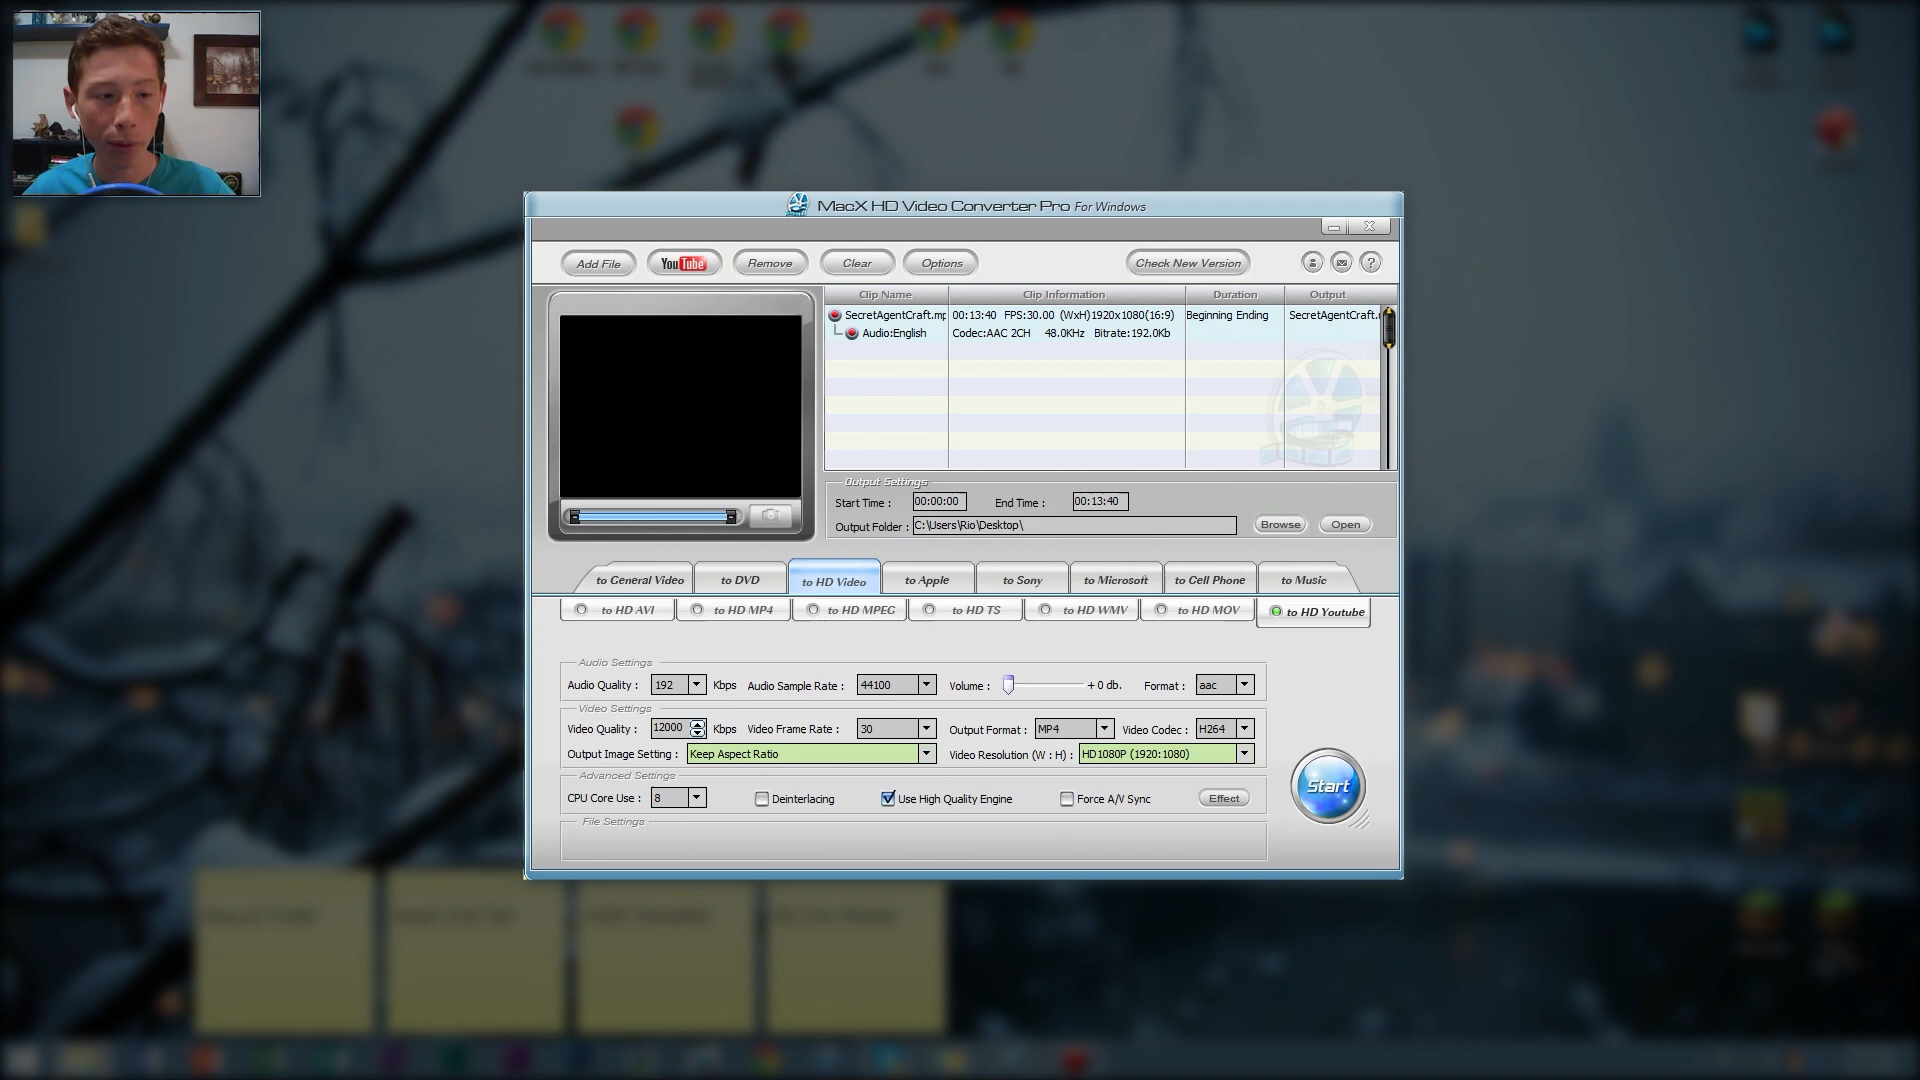 MacX HD Video Converter Pro For Windows
Add File YouTube Remove Clear Options Check New Version ?
Clip Name Clip Information Duration Output
SecretAgentCraft.mp 00:13:40 FPS:30.00 (WxH)1920x1080(16:9) Beginning Ending SecretAgentCraft.m
Audio:English Codec:AAC 2CH 48.0KHz Bitrate:192.0Kb
Output Settings
Start Time : 00:00:00 End Time : 00:13:40
Output Folder : C:\Users\Rio\Desktop\ Browse Open
to General Video to DVD to HD Video to Apple to Sony to Microsoft to Cell Phone to Music
to HD AVI to HD MP4 to HD MPEC to HD TS to HD WMV to HD MOV to HD Youtube
Audio Settings
Audio Quality : 192 Kbps Audio Sample Rate : 44100 Volume : + 0 db. Format : aac
Video Settings
Video Quality : 12000 Kbps Video Frame Rate : 30 Output Format : MP4 Video Codec : H264
Output Image Setting : Keep Aspect Ratio Video Resolution (W : H) : HD1080P (1920:1080)
Advanced Settings
CPU Core Use : 8 Deinterlacing Use High Quality Engine Force A/V Sync Effect
Start
File Settings